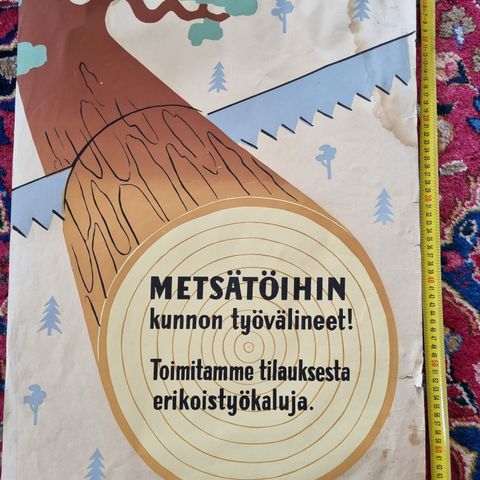 METSÄTÖIHIN
kunnon työvälineet!
Toimitamme tilauksesta
erikoistyökaluja.